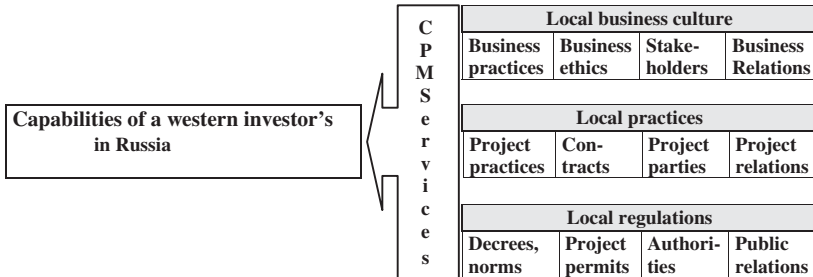 Capabilities of a western investor's
in Russia
C
P
M
S
e
r
v
i
c
e
s
Local business culture
Business practices
Business ethics
Stake-
holders
Business Relations
Local practices
Project practices
Con-
tracts
Project parties
Project relations
Local regulations
Decrees, norms
Project permits
Authori-
ties
Public relations